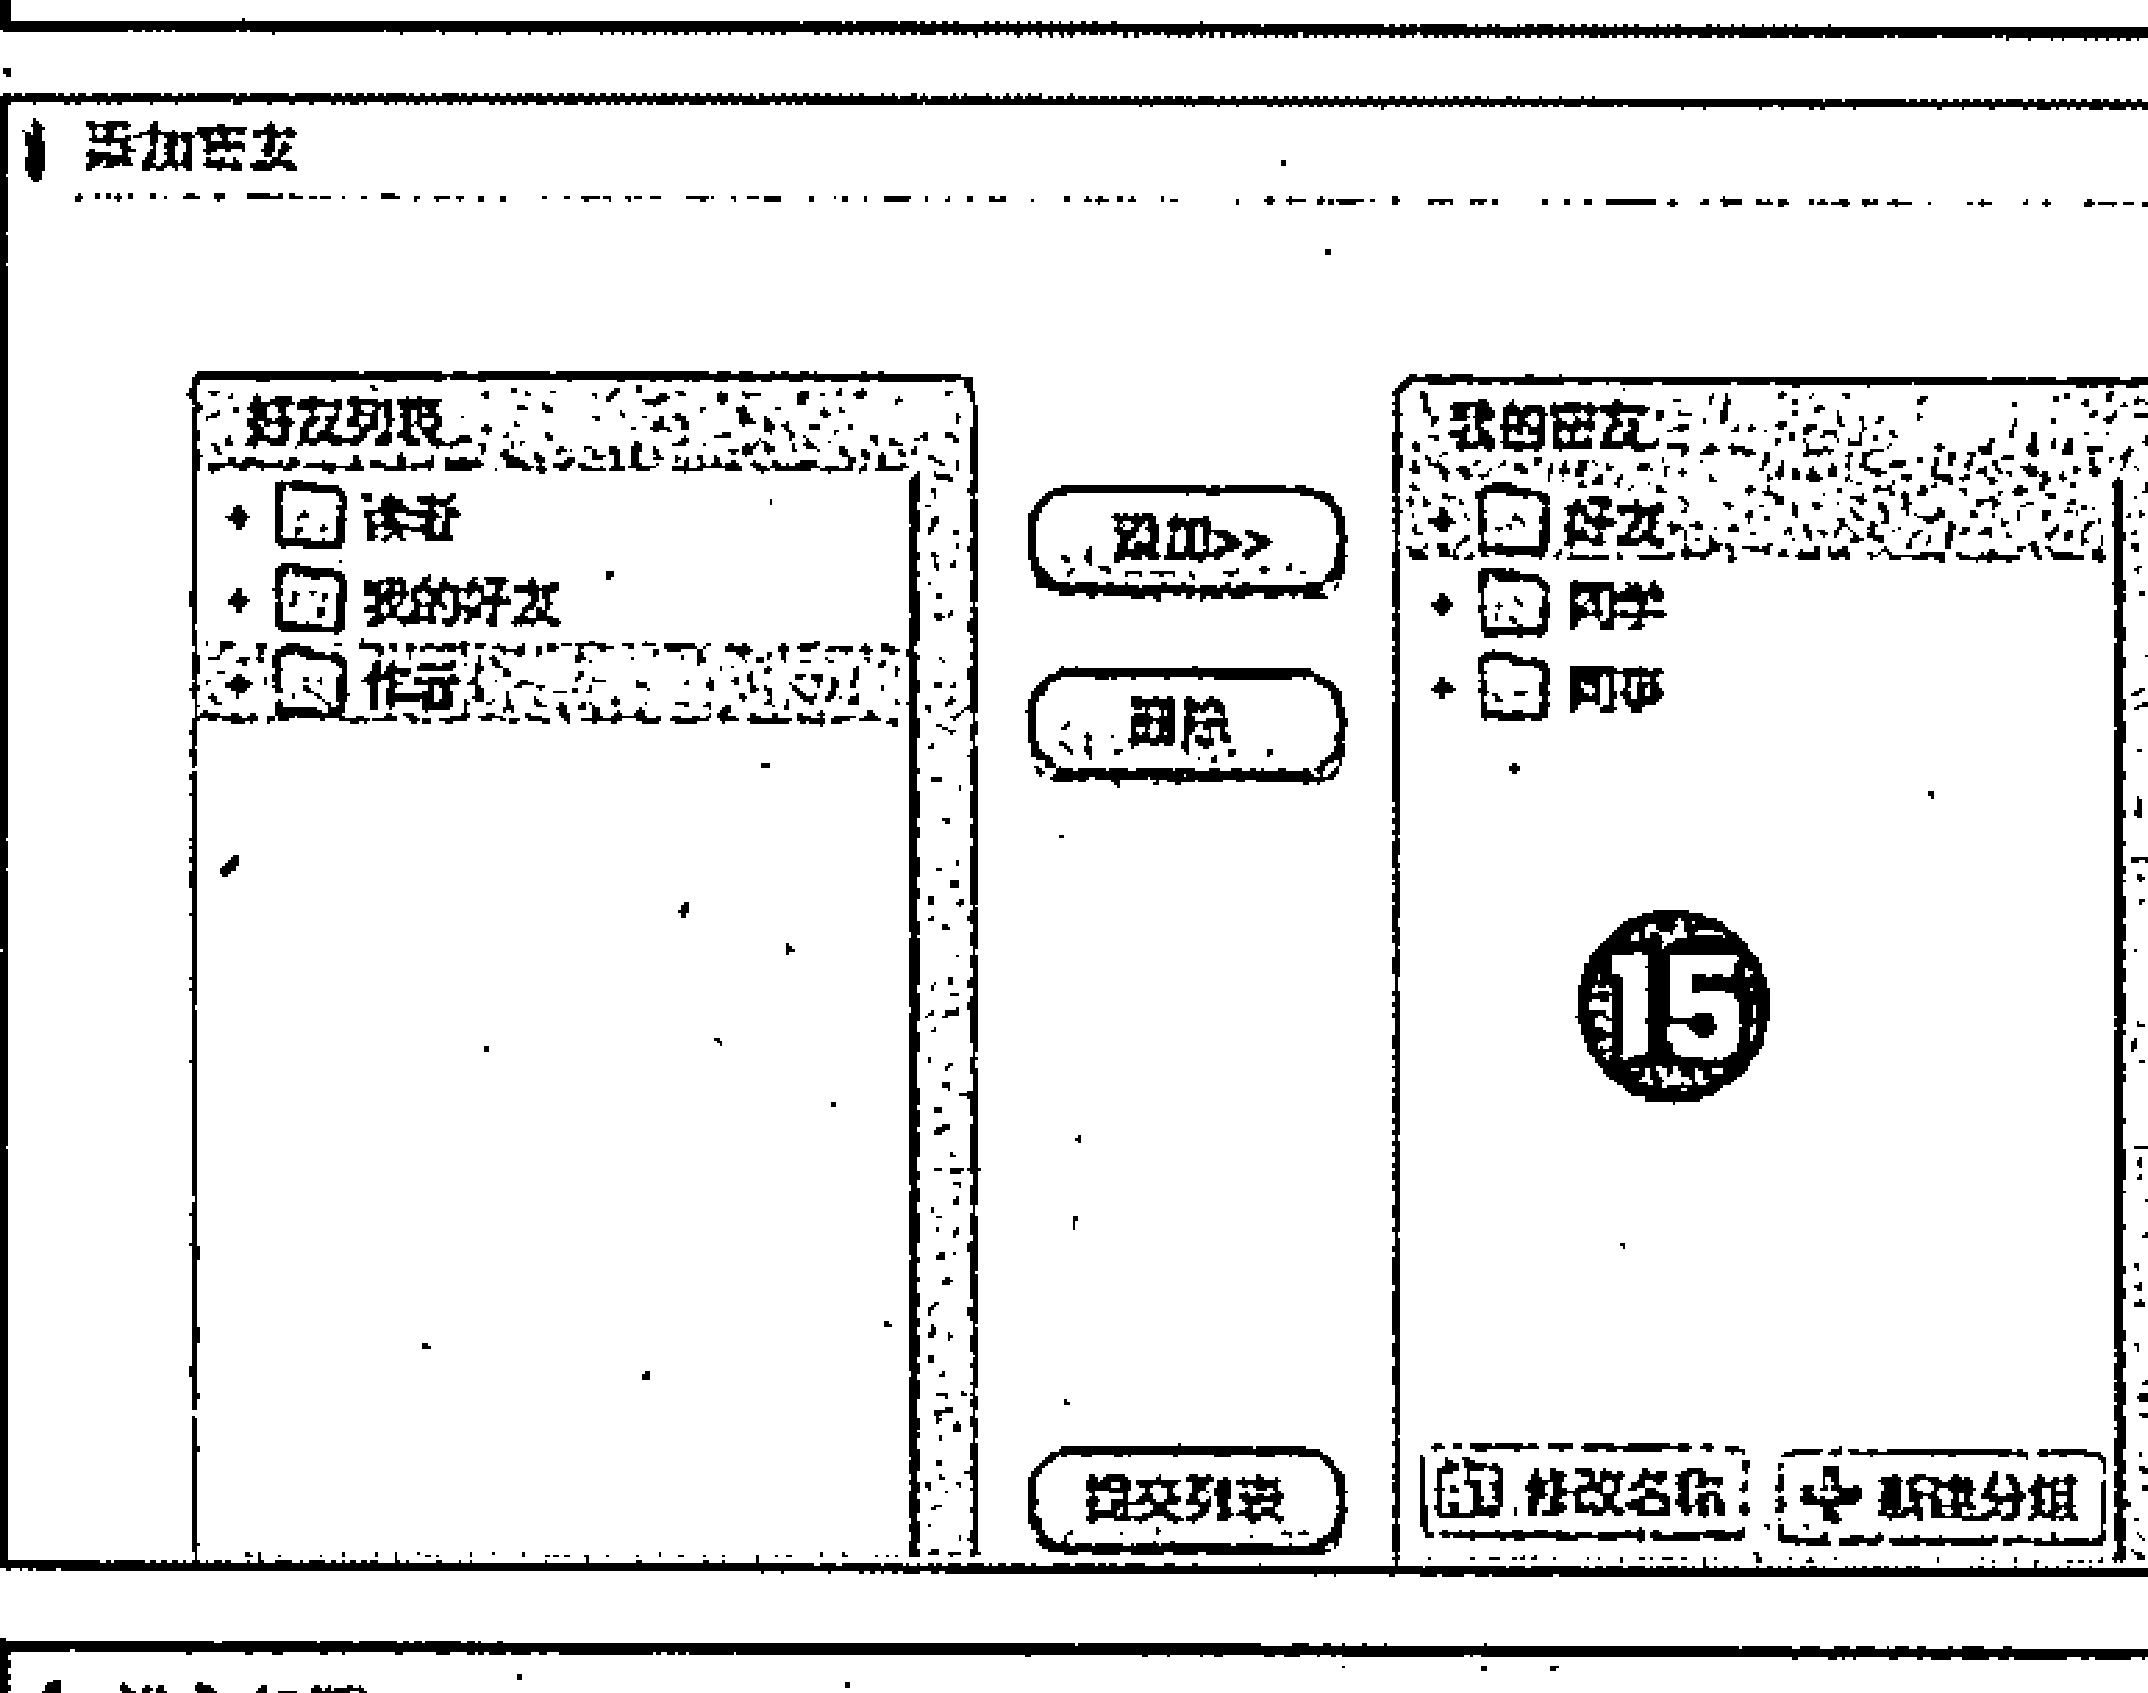 添加密友
好友列表
读者
我的好友
作者
添加>>
删除
提交列表
我的密友
好友
同学
同事
15
修改名称
新建分组